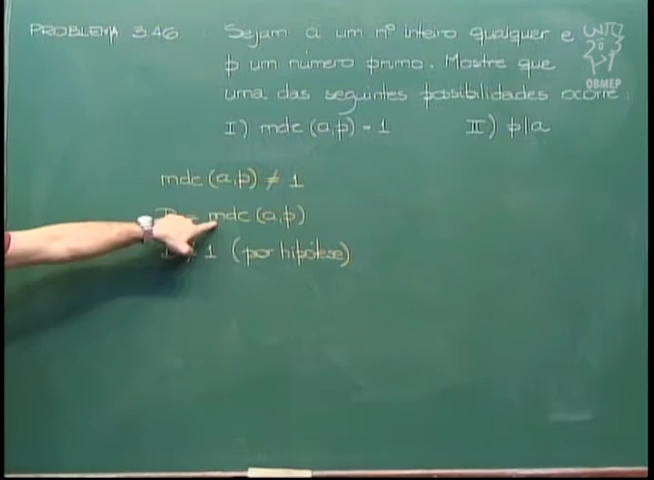 PROBLEMA 3.46 Sejam a um nº inteiro qualquer e
p um número primo. Mostre que
uma das seguintes possibilidades ocorre:
I) mdc (a,p) = 1 II) p|a
mdc (a,p) ≠ 1
= mdc (a,p)
1 (por hipótese)
OBMEP